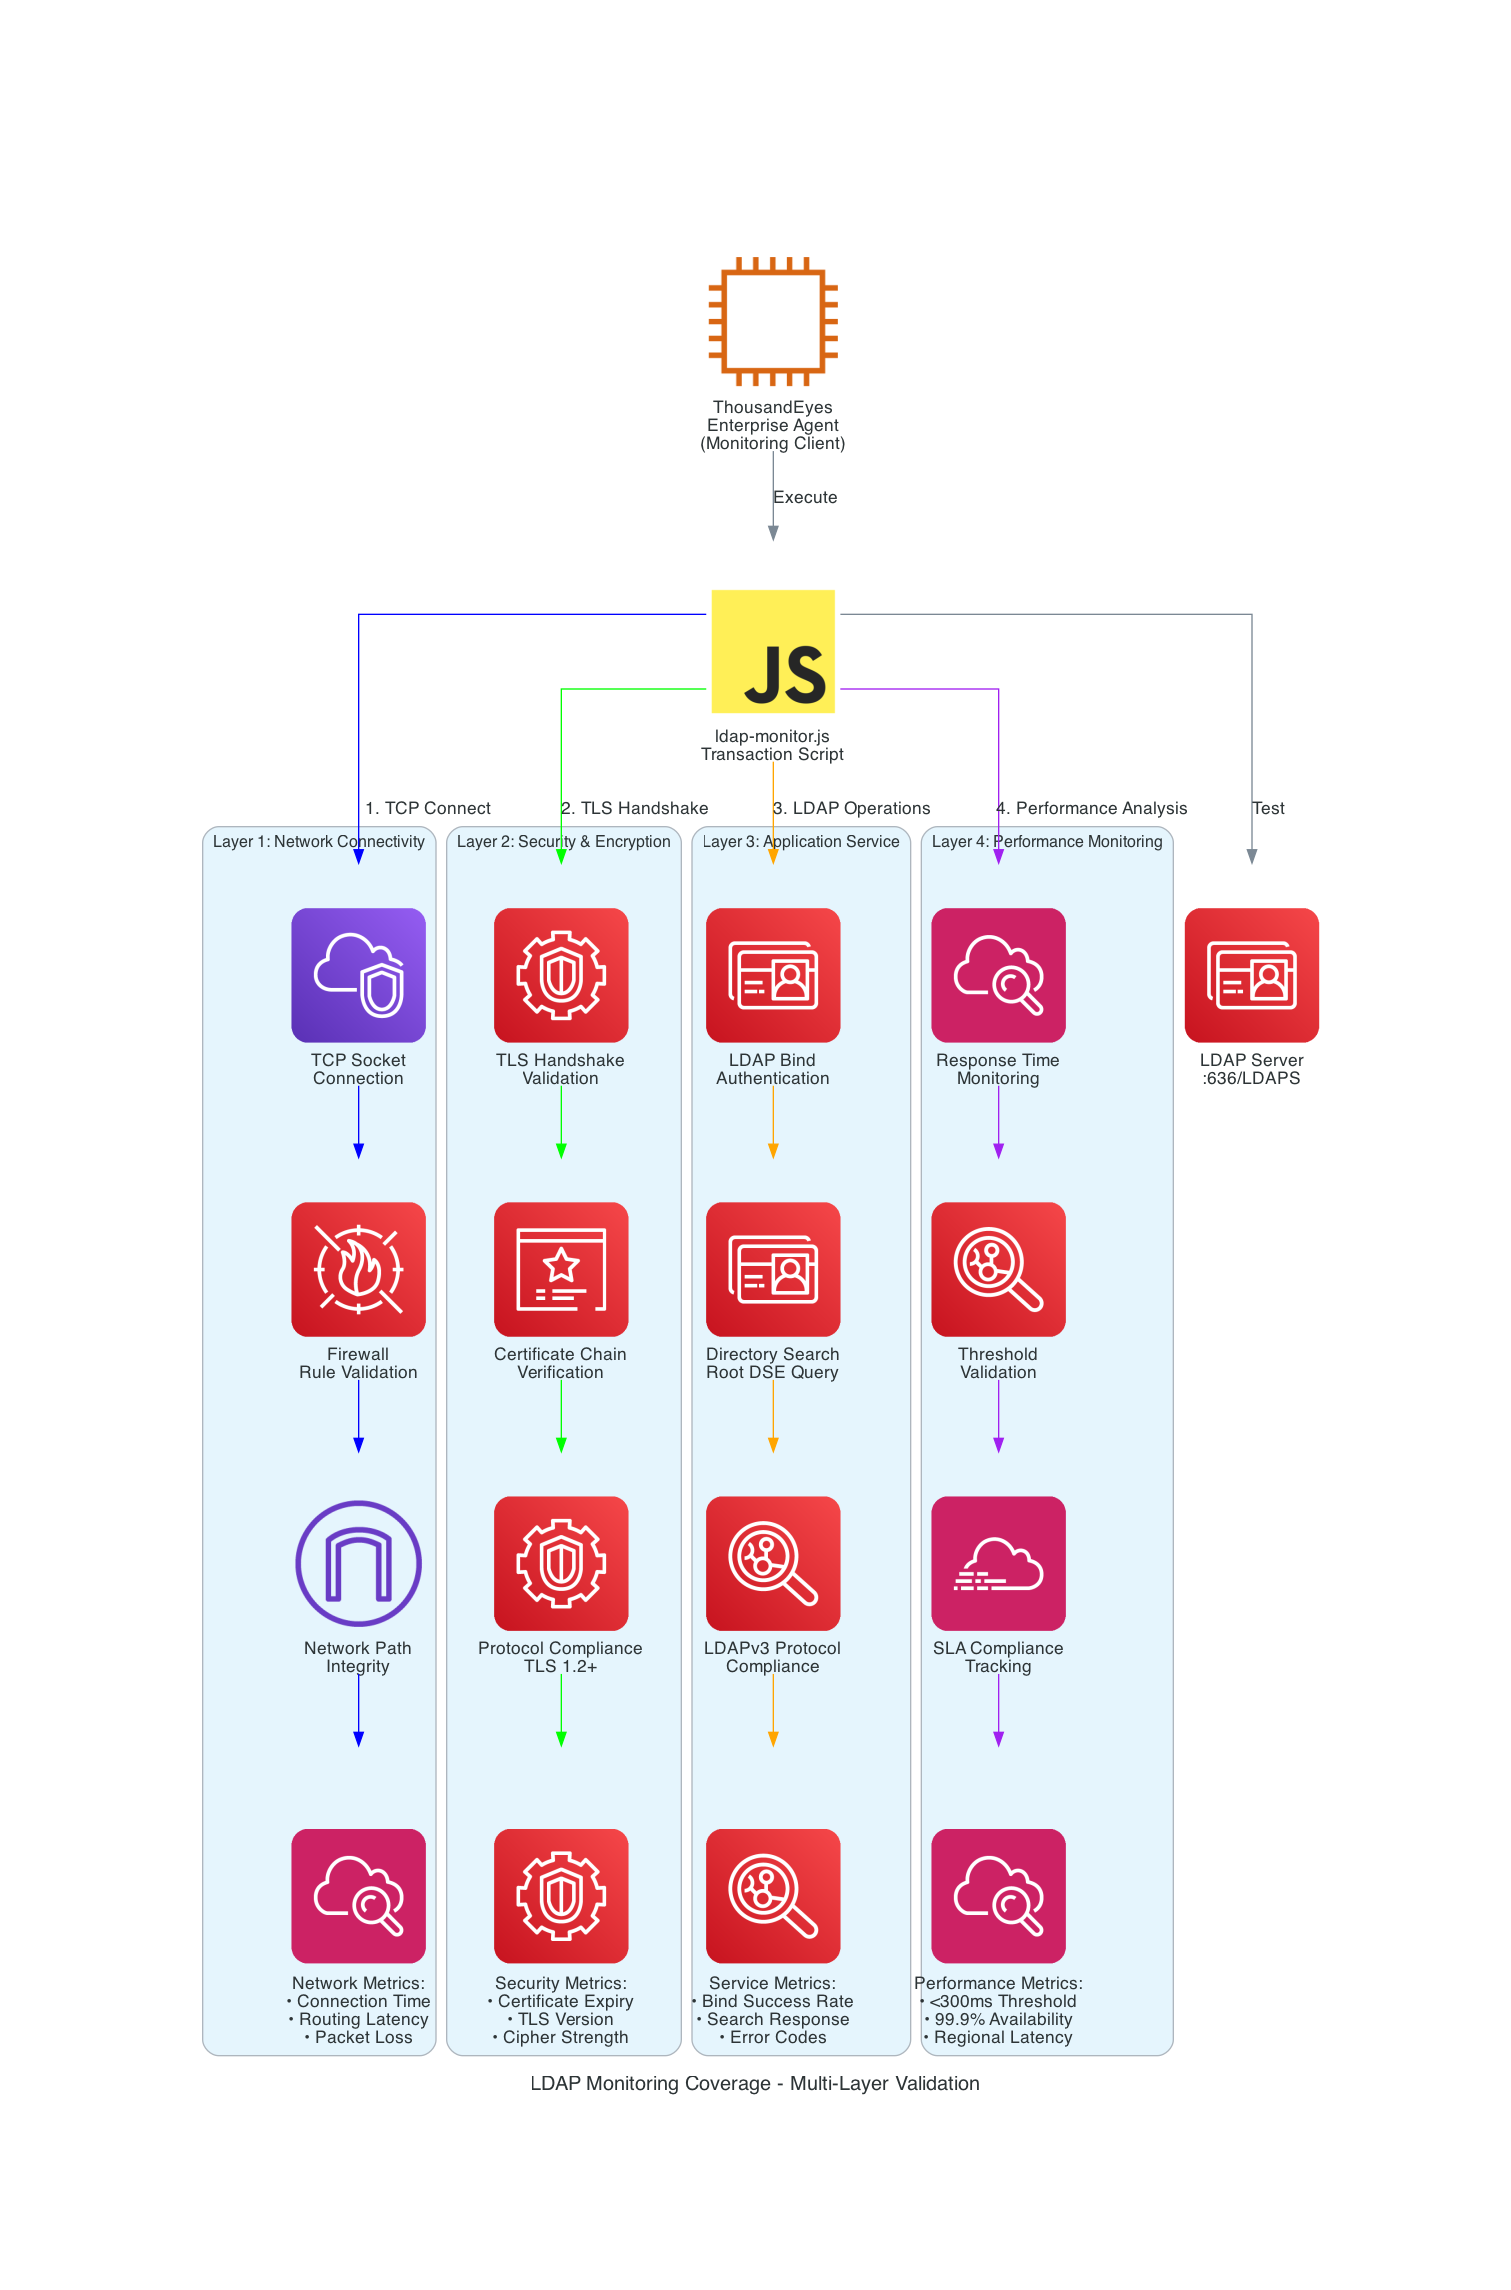 ThousandEyes
Enterprise Agent
(Monitoring Client)
Execute
JS
ldap-monitor.js
Transaction Script
1. TCP Connect
2. TLS Handshake
3. LDAP Operations
4. Performance Analysis
Test
Layer 1: Network Connectivity
Layer 2: Security & Encryption
Layer 3: Application Service
Layer 4: Performance Monitoring
TCP Socket
Connection
TLS Handshake
Validation
LDAP Bind
Authentication
Response Time
Monitoring
LDAP Server
:636/LDAPS
Firewall
Rule Validation
Certificate Chain
Verification
Directory Search
Root DSE Query
Threshold
Validation
Network Path
Integrity
Protocol Compliance
TLS 1.2+
LDAPv3 Protocol
Compliance
SLA Compliance
Tracking
Network Metrics:
• Connection Time
• Routing Latency
• Packet Loss
Security Metrics:
• Certificate Expiry
• TLS Version
• Cipher Strength
Service Metrics:
• Bind Success Rate
• Search Response
• Error Codes
Performance Metrics:
• <300ms Threshold
• 99.9% Availability
• Regional Latency
LDAP Monitoring Coverage - Multi-Layer Validation